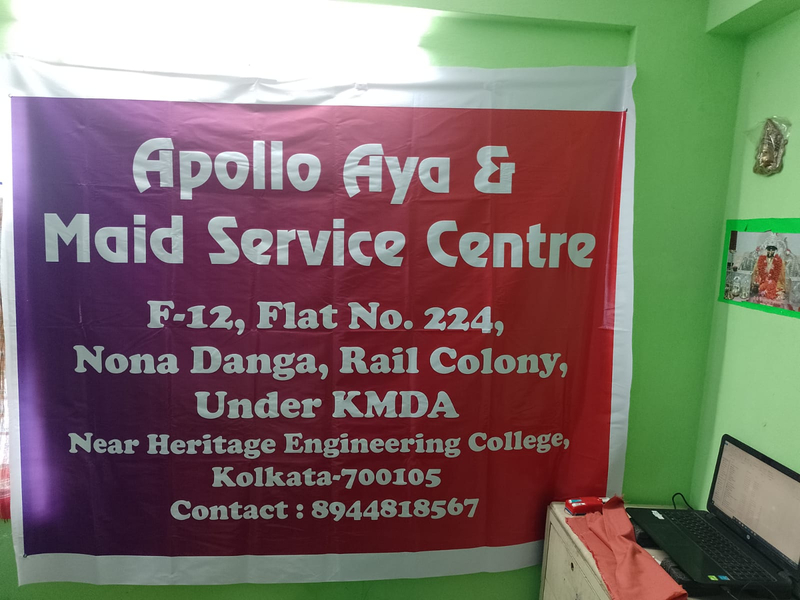 Apollo Aya &
Maid Service Centre
F-12, Flat No. 224,
Nona Danga, Rail Colony,
Under KMDA
Near Heritage Engineering College,
Kolkata-700105
Contact : 8944818567